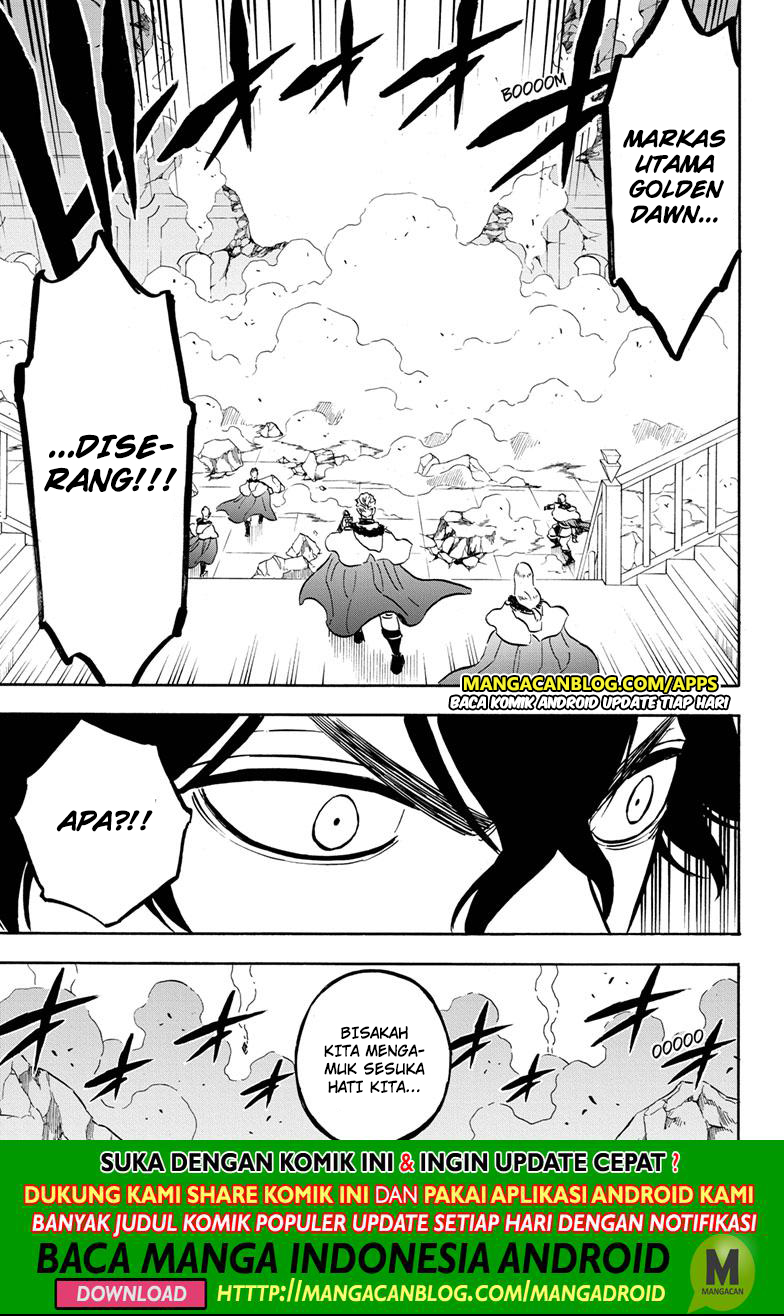 BOOOOM
MARKAS
UTAMA
GOLDEN
DAWN...
...DISE-
RANG!!!
MANGACANBLOG.COM/APPS
BACA KOMIK ANDROID UPDATE TIAP HARI
APA?!!
BISAKAH
KITA MENGA-
MUK SESUKA
HATI KITA...
OOOOO
SUKA DENGAN KOMIK INI & INGIN UPDATE CEPAT ?
DUKUNG KAMI SHARE KOMIK INI DAN PAKAI APLIKASI ANDROID KAMI
BANYAK JUDUL KOMIK POPULER UPDATE SETIAP HARI DENGAN NOTIFIKASI
BACA MANGA INDONESIA ANDROID
M
MANGACAN
DOWNLOAD
HTTTP://MANGACANBLOG.COM/MANGADROID